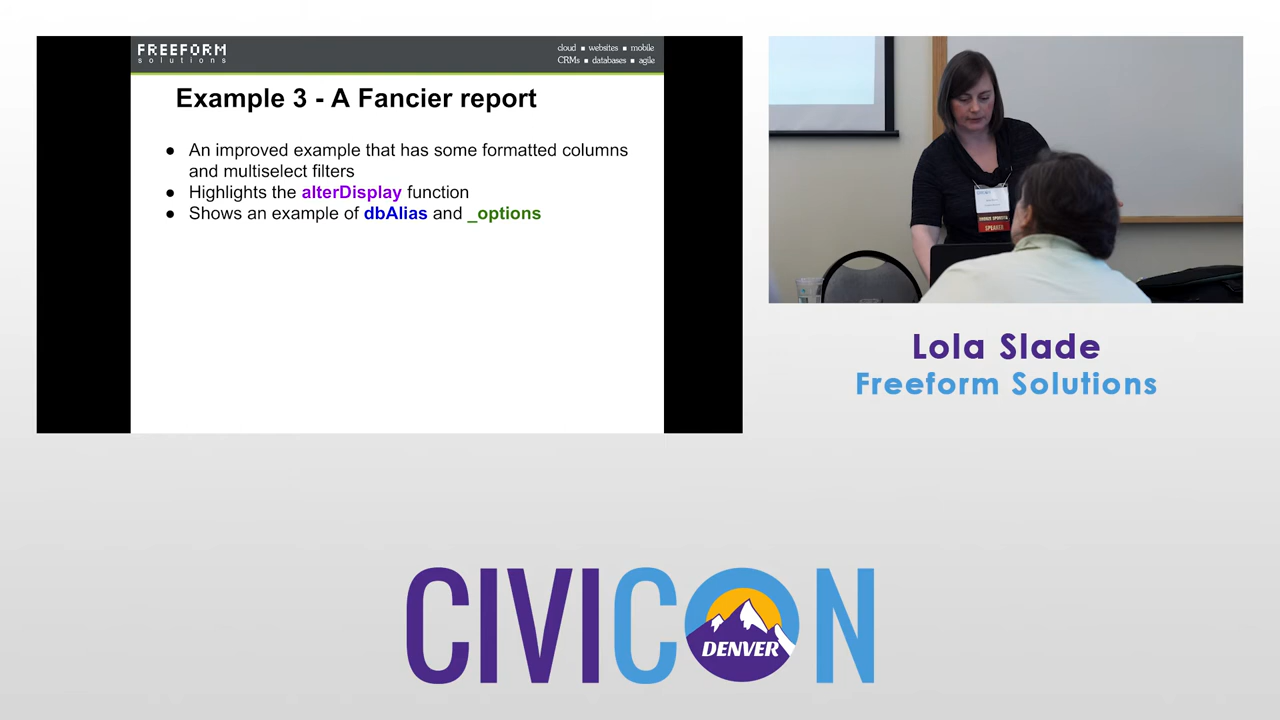 FREEFORM
solutions
cloud ■ websites ■ mobile
CRMs ■ databases ■ agile
Example 3 - A Fancier report
● An improved example that has some formatted columns
and multiselect filters
● Highlights the alterDisplay function
● Shows an example of dbAlias and _options
SPEAKER
Lola Slade
Freeform Solutions
CIVICON
DENVER